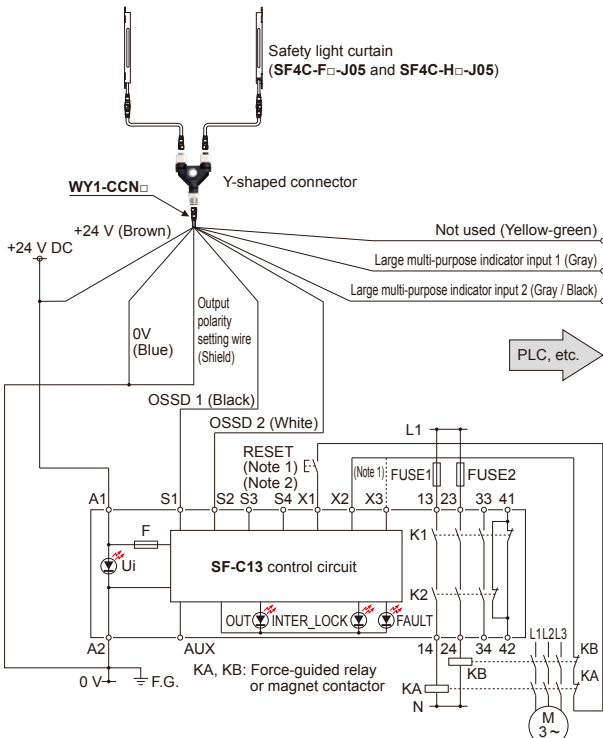 Safety light curtain
(SF4C-F□-J05 and SF4C-H□-J05)
Y-shaped connector
WY1-CCN□
+24 V (Brown)
+24 V DC
Not used (Yellow-green)
Large multi-purpose indicator input 1 (Gray)
Large multi-purpose indicator input 2 (Gray / Black)
0V
(Blue)
Output
polarity
setting wire
(Shield)
PLC, etc.
OSSD 1 (Black)
OSSD 2 (White)
L1
RESET
(Note 1)
(Note 2)
(Note 1)
FUSE1
FUSE2
A1 S1 S2 S3 S4 X1 X2 X3 13 23 33 41
F
K1
Ui
SF-C13 control circuit
K2
OUT INTER_LOCK FAULT
L1 L2 L3
A2 AUX 14 24 34 42
KA, KB: Force-guided relay
or magnet contactor
KB
KB
KA
KA
0 V
F.G.
N
M
3~